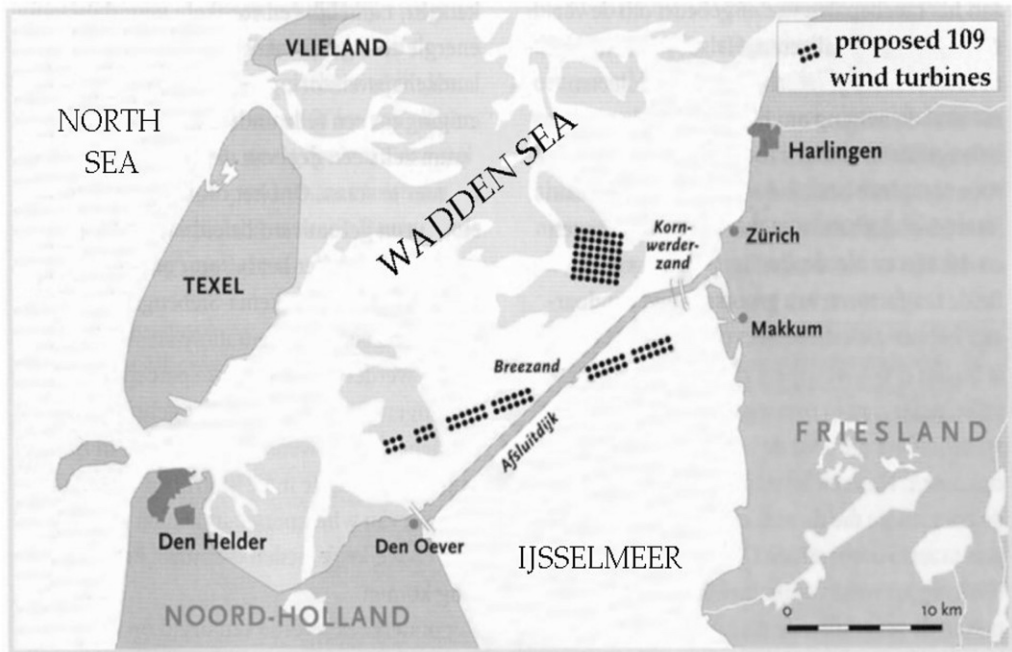 VLIELAND
proposed 109
wind turbines
NORTH
SEA
Harlingen
WADDEN SEA
Korn-
werder-
zand
Zürich
TEXEL
Makkum
Breezand
Afsluitdijk
FRIESLAND
Den Helder
Den Oever
IJSSELMEER
NOORD-HOLLAND
0 10 km